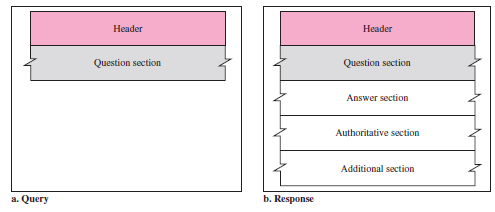 Header
Question section
a. Query
Header
Question section
Answer section
Authoritative section
Additional section
b. Response